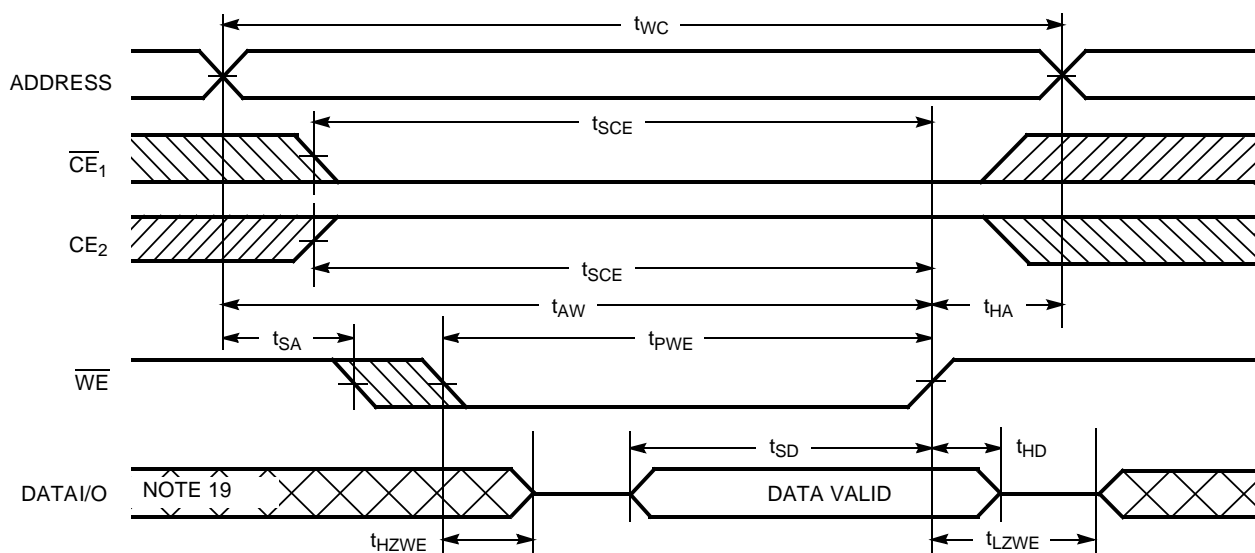 tWC
ADDRESS
tSCE
CE1
CE2
tSCE
tAW
tHA
tSA
tPWE
WE
tSD
tHD
DATAI/O
NOTE 19
DATA VALID
tHZWE
tLZWE